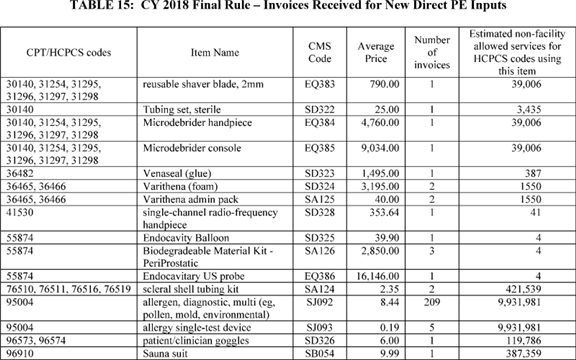 TABLE 15: CY 2018 Final Rule – Invoices Received for New Direct PE Inputs
CPT/HCPCS codes | Item Name | CMS Code | Average Price | Number of invoices | Estimated non-facility allowed services for HCPCS codes using this item
30140, 31254, 31295, 31296, 31297, 31298 | reusable shaver blade, 2mm | EQ383 | 790.00 | 1 | 39,006
30140 | Tubing set, sterile | SD322 | 25.00 | 1 | 3,435
30140, 31254, 31295, 31296, 31297, 31298 | Microdebrider handpiece | EQ384 | 4,760.00 | 1 | 39,006
30140, 31254, 31295, 31296, 31297, 31298 | Microdebrider console | EQ385 | 9,034.00 | 1 | 39,006
36482 | Venaseal (glue) | SD323 | 1,495.00 | 1 | 387
36465, 36466 | Varithena (foam) | SD324 | 3,195.00 | 2 | 1550
36465, 36466 | Varithena admin pack | SA125 | 40.00 | 2 | 1550
41530 | single-channel radio-frequency handpiece | SD328 | 353.64 | 1 | 41
55874 | Endocavity Balloon | SD325 | 39.90 | 1 | 4
55874 | Biodegradeable Material Kit - PeriProstatic | SA126 | 2,850.00 | 3 | 4
55874 | Endocavitary US probe | EQ386 | 16,146.00 | 1 | 4
76510, 76511, 76516, 76519 | scleral shell tubing kit | SA124 | 2.35 | 2 | 421,539
95004 | allergen, diagnostic, multi (eg, pollen, mold, environmental) | SJ092 | 8.44 | 209 | 9,931,981
95004 | allergy single-test device | SJ093 | 0.19 | 5 | 9,931,981
96573, 96574 | patient/clinician goggles | SD326 | 6.00 | 1 | 119,786
96910 | Sauna suit | SB054 | 9.99 | 1 | 387,359